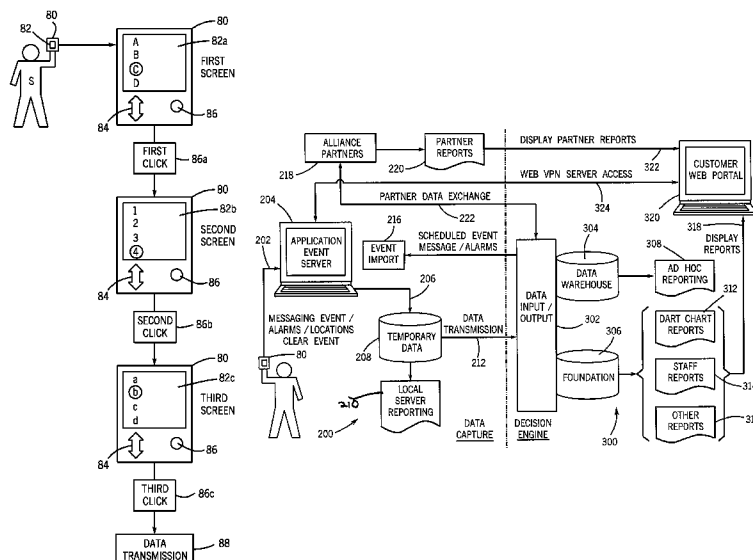 80
82
S
80
A
B
C
D
82a
FIRST
SCREEN
84
86
FIRST
CLICK
86a
80
1
2
3
4
82b
SECOND
SCREEN
84
86
SECOND
CLICK
86b
80
a
b
c
d
82c
THIRD
SCREEN
84
86
THIRD
CLICK
86c
DATA
TRANSMISSION
88
ALLIANCE
PARTNERS
218
PARTNER
REPORTS
220
DISPLAY PARTNER REPORTS
322
WEB VPN SERVER ACCESS
324
CUSTOMER
WEB PORTAL
320
318
DISPLAY
REPORTS
PARTNER DATA EXCHANGE
222
204
APPLICATION
EVENT
SERVER
202
216
EVENT
IMPORT
SCHEDULED EVENT
MESSAGE / ALARMS
206
MESSAGING EVENT /
ALARMS / LOCATIONS
CLEAR EVENT
80
TEMPORARY
DATA
208
DATA
TRANSMISSION
212
LOCAL
SERVER
REPORTING
210
200
DATA
CAPTURE
DECISION
ENGINE
DATA
INPUT /
OUTPUT
302
304
DATA
WAREHOUSE
306
FOUNDATION
300
308
AD HOC
REPORTING
312
DART CHART
REPORTS
STAFF
REPORTS
314
OTHER
REPORTS